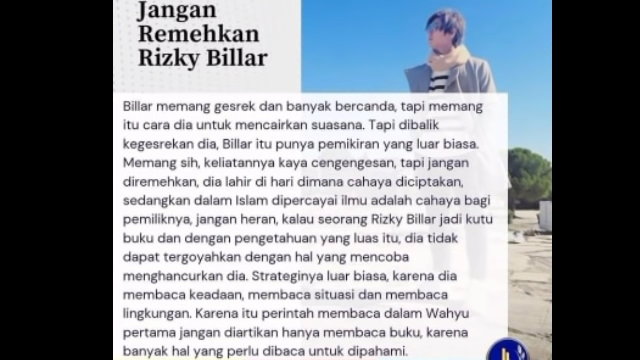 Jangan
Remehkan
Rizky Billar
Billar memang gesrek dan banyak bercanda, tapi memang
itu cara dia untuk mencairkan suasana. Tapi dibalik
kegesrekan dia, Billar itu punya pemikiran yang luar biasa.
Memang sih, keliatannya kaya cengengesan, tapi jangan
diremehkan, dia lahir di hari dimana cahaya diciptakan,
sedangkan dalam Islam dipercayai ilmu adalah cahaya bagi
pemiliknya, jangan heran, kalau seorang Rizky Billar jadi kutu
buku dan dengan pengetahuan yang luas itu, dia tidak
dapat tergoyahkan dengan hal yang mencoba
menghancurkan dia. Strateginya luar biasa, karena dia
membaca keadaan, membaca situasi dan membaca
lingkungan. Karena itu perintah membaca dalam Wahyu
pertama jangan diartikan hanya membaca buku, karena
banyak hal yang perlu dibaca untuk dipahami.